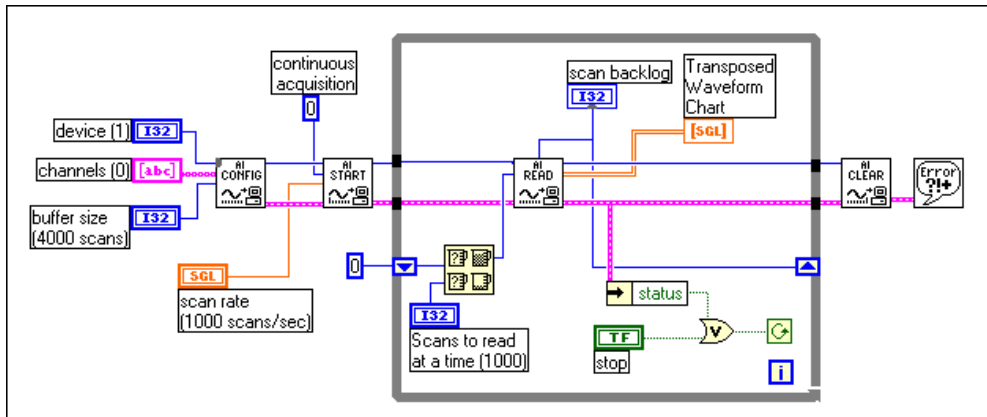 continuous
acquisition
0
device (1)
I32
channels (0)
[abc]
buffer size
(4000 scans)
I32
AI
CONFIG
AI
START
SGL
scan rate
(1000 scans/sec)
scan backlog
I32
Transposed
Waveform
Chart
[SGL]
AI
READ
0
I32
Scans to read
at a time (1000)
status
TF
stop
V
i
AI
CLEAR
Error
?!+